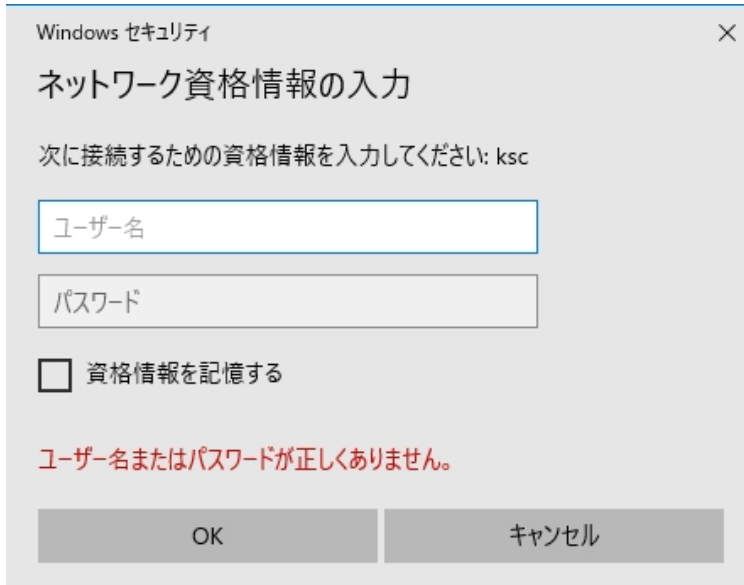 Windows セキュリティ
ネットワーク資格情報の入力
次に接続するための資格情報を入力してください: ksc
ユーザー名
パスワード
資格情報を記憶する
ユーザー名またはパスワードが正しくありません。
OK
キャンセル